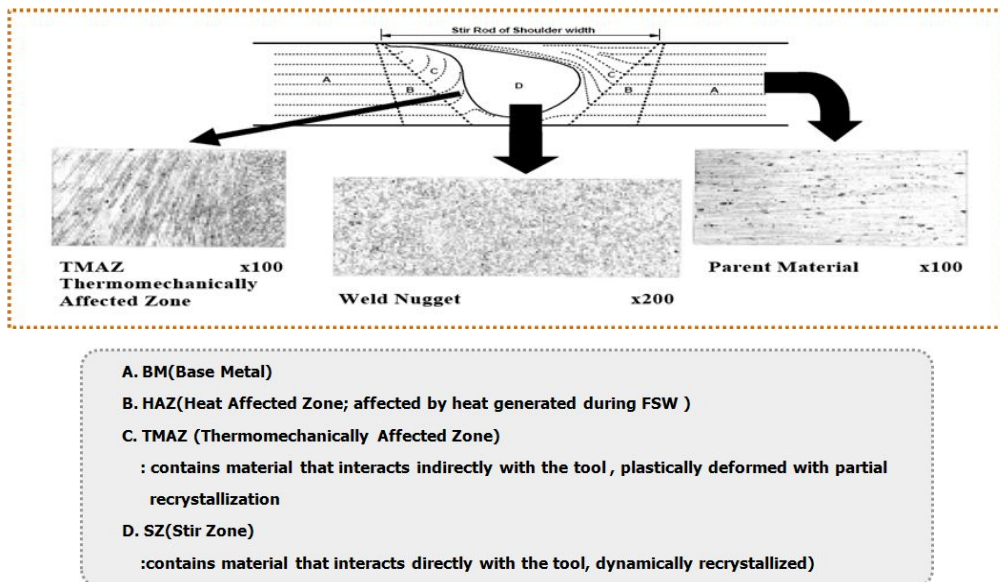 Stir Rod of Shoulder width
A B C D C B A
TMAZ x100
Thermomechanically
Affected Zone
Weld Nugget x200
Parent Material x100
A. BM(Base Metal)
B. HAZ(Heat Affected Zone; affected by heat generated during FSW )
C. TMAZ (Thermomechanically Affected Zone)
: contains material that interacts indirectly with the tool , plastically deformed with partial
recrystallization
D. SZ(Stir Zone)
:contains material that interacts directly with the tool, dynamically recrystallized)